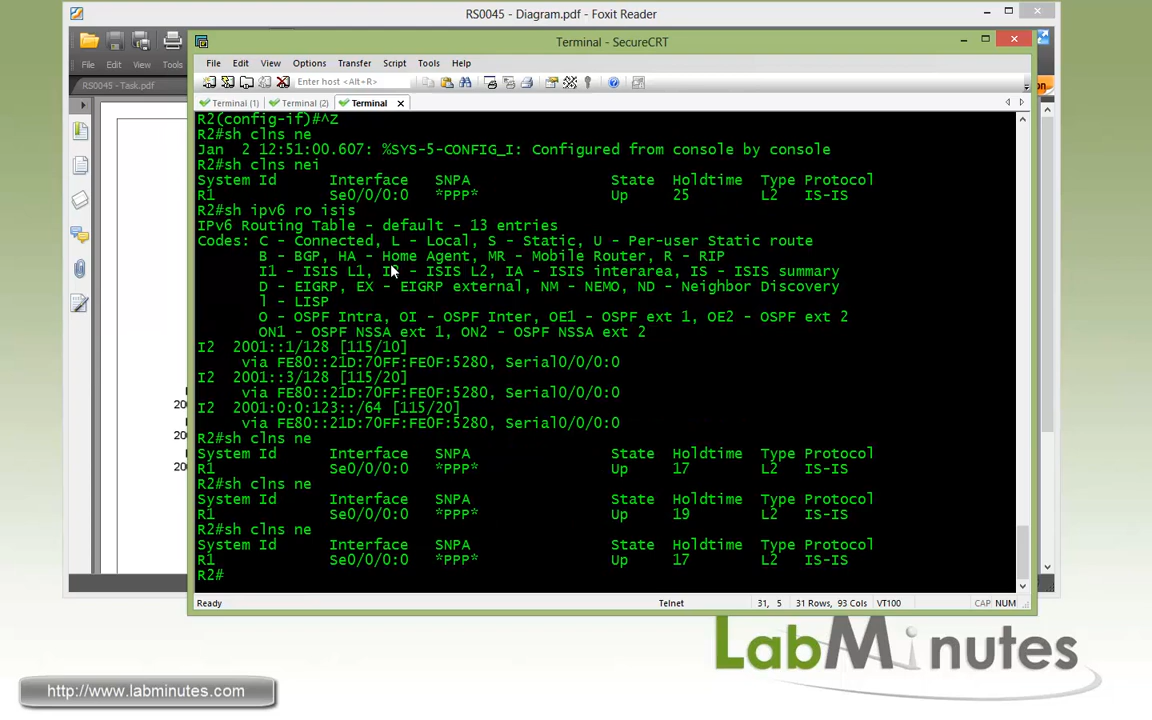 RS0045 - Diagram.pdf - Foxit Reader
File Edit View Tools
RS0045 - Task.pdf
Terminal - SecureCRT
File Edit View Options Transfer Script Tools Help
Enter host <Alt+R>
Terminal (1) Terminal (2) Terminal
R2(config-if)#^Z
R2#sh clns ne
Jan  2 12:51:00.607: %SYS-5-CONFIG_I: Configured from console by console
R2#sh clns nei
System Id      Interface   SNPA                State  Holdtime  Type Protocol
R1             Se0/0/0:0   *PPP*               Up     25        L2   IS-IS
R2#sh ipv6 ro isis
IPv6 Routing Table - default - 13 entries
Codes: C - Connected, L - Local, S - Static, U - Per-user Static route
       B - BGP, HA - Home Agent, MR - Mobile Router, R - RIP
       I1 - ISIS L1, I2 - ISIS L2, IA - ISIS interarea, IS - ISIS summary
       D - EIGRP, EX - EIGRP external, NM - NEMO, ND - Neighbor Discovery
       l - LISP
       O - OSPF Intra, OI - OSPF Inter, OE1 - OSPF ext 1, OE2 - OSPF ext 2
       ON1 - OSPF NSSA ext 1, ON2 - OSPF NSSA ext 2
I2  2001::1/128 [115/10]
     via FE80::21D:70FF:FE0F:5280, Serial0/0/0:0
I2  2001::3/128 [115/20]
     via FE80::21D:70FF:FE0F:5280, Serial0/0/0:0
I2  2001:0:0:123::/64 [115/20]
     via FE80::21D:70FF:FE0F:5280, Serial0/0/0:0
R2#sh clns ne
System Id      Interface   SNPA                State  Holdtime  Type Protocol
R1             Se0/0/0:0   *PPP*               Up     17        L2   IS-IS
R2#sh clns ne
System Id      Interface   SNPA                State  Holdtime  Type Protocol
R1             Se0/0/0:0   *PPP*               Up     19        L2   IS-IS
R2#sh clns ne
System Id      Interface   SNPA                State  Holdtime  Type Protocol
R1             Se0/0/0:0   *PPP*               Up     17        L2   IS-IS
R2#
Ready Telnet 31, 5 31 Rows, 93 Cols VT100 CAP NUM
LabMinutes
http://www.labminutes.com